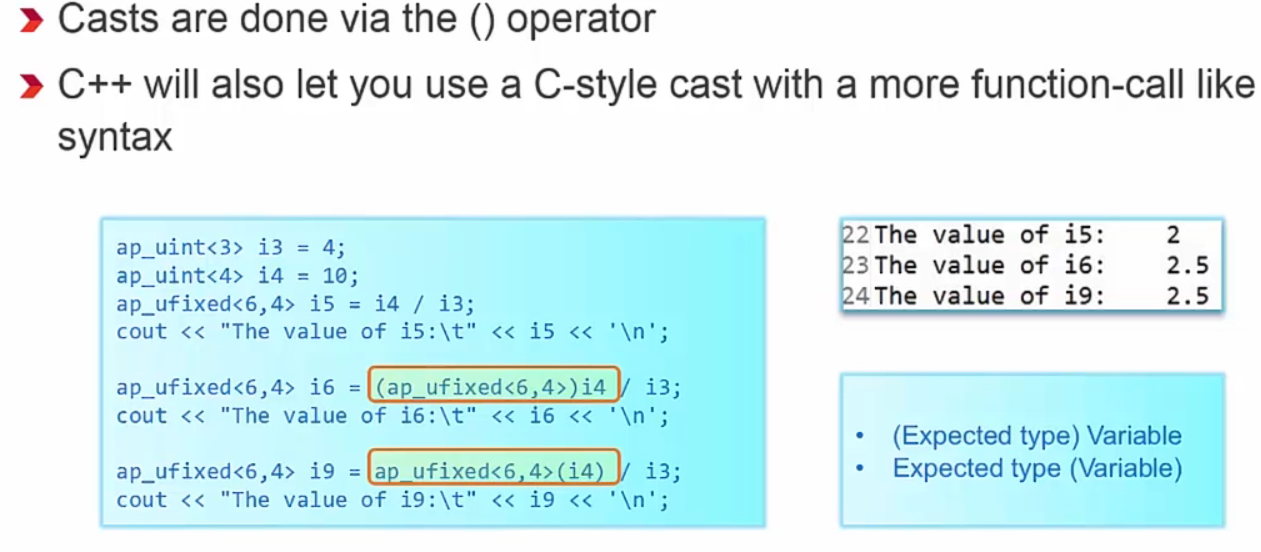 Casts are done via the () operator
C++ will also let you use a C-style cast with a more function-call like
syntax
ap_uint<3> i3 = 4;
ap_uint<4> i4 = 10;
ap_ufixed<6,4> i5 = i4 / i3;
cout << "The value of i5:\t" << i5 << '\n';
ap_ufixed<6,4> i6 = (ap_ufixed<6,4>)i4 / i3;
cout << "The value of i6:\t" << i6 << '\n';
ap_ufixed<6,4> i9 = ap_ufixed<6,4>(i4) / i3;
cout << "The value of i9:\t" << i9 << '\n';
22 The value of i5: 2
23 The value of i6: 2.5
24 The value of i9: 2.5
• (Expected type) Variable
• Expected type (Variable)